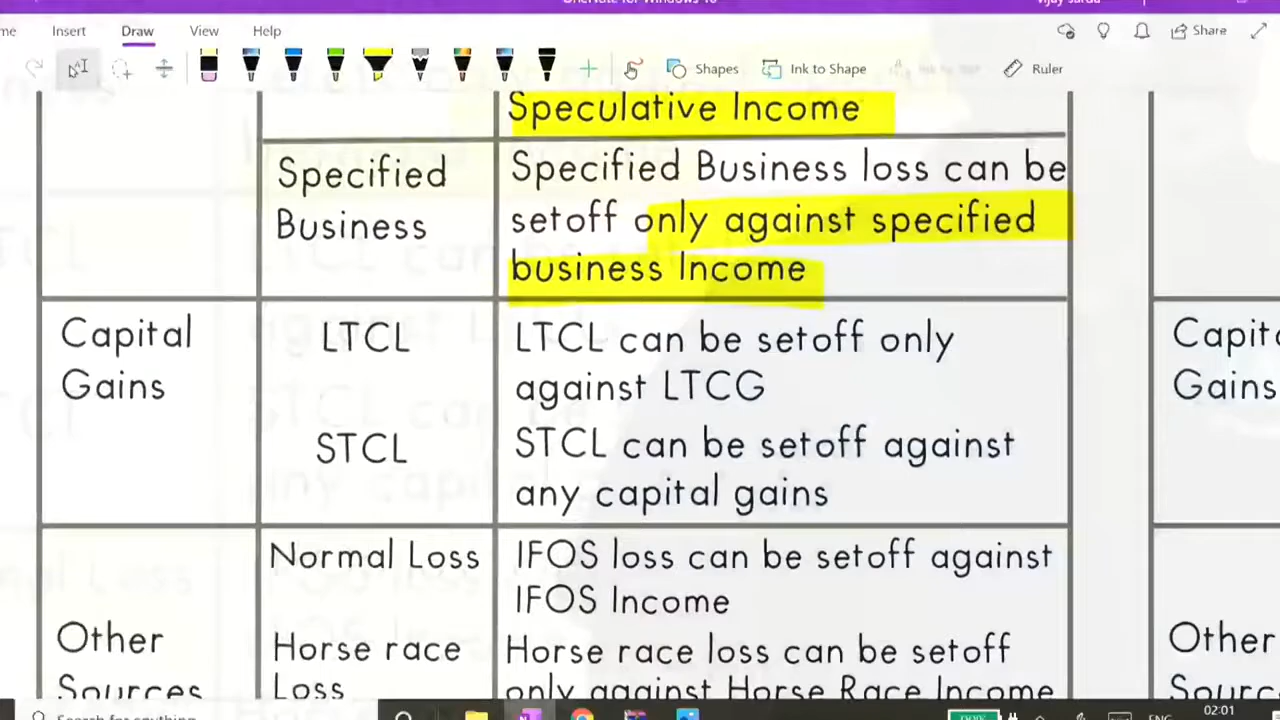 Insert Draw View Help Share
Shapes Ink to Shape Ruler
Speculative Income
Specified Business
Specified Business loss can be
setoff only against specified
business Income
Capital Gains
LTCL
LTCL can be setoff only
against LTCG
STCL
STCL can be setoff against
any capital gains
Capit
Gains
Other
Sources
Normal Loss
IFOS loss can be setoff against
IFOS Income
Horse race
Loss
Horse race loss can be setoff
only against Horse Race Income
Other
02:01